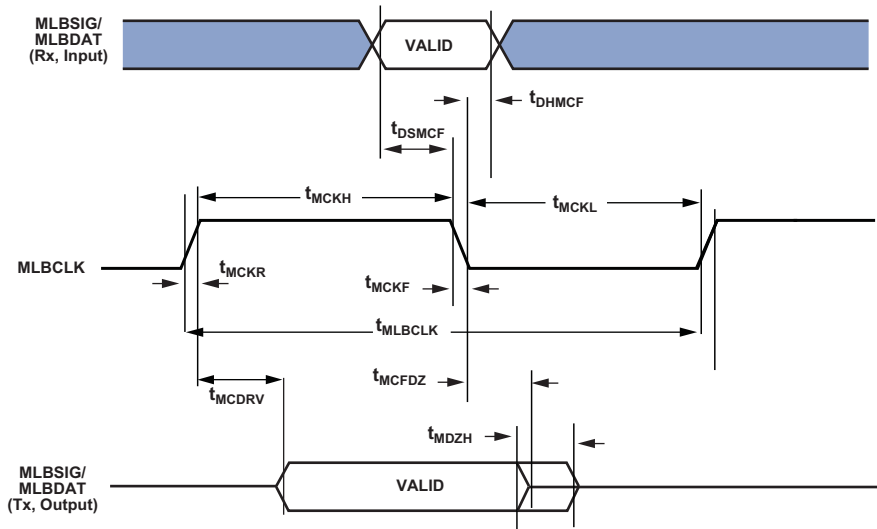 MLBSIG/
MLBDAT
(Rx, Input)
VALID
tDHMCF
tDSMCF
tMCKH
tMCKL
MLBCLK
tMCKR
tMCKF
tMLBCLK
tMCFDZ
tMCDRV
tMDZH
MLBSIG/
MLBDAT
(Tx, Output)
VALID